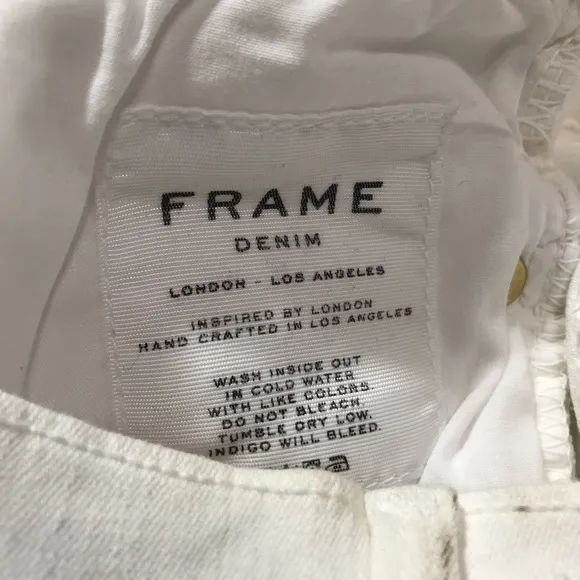 FRAME
DENIM
LONDON - LOS ANGELES
INSPIRED BY LONDON
HAND CRAFTED IN LOS ANGELES
WASH INSIDE OUT
IN COLD WATER
WITH LIKE COLORS
DO NOT BLEACH.
TUMBLE DRY LOW.
INDIGO WILL BLEED.